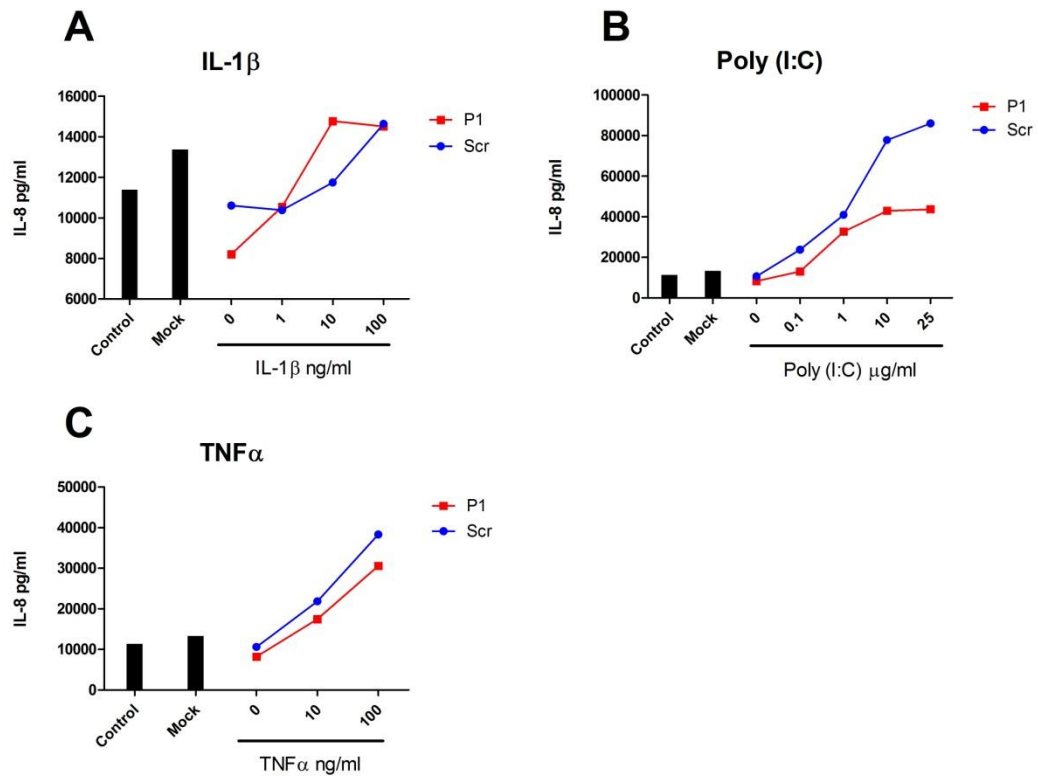 A
IL-1β
16000
14000
12000
10000
8000
6000
IL-8 pg/ml
Control
Mock
0
1
10
100
IL-1β ng/ml
P1
Scr
B
Poly (I:C)
100000
80000
60000
40000
20000
0
IL-8 pg/ml
Control
Mock
0
0.1
1
10
25
Poly (I:C) μg/ml
P1
Scr
C
TNFα
50000
40000
30000
20000
10000
0
IL-8 pg/ml
Control
Mock
0
10
100
TNFα ng/ml
P1
Scr